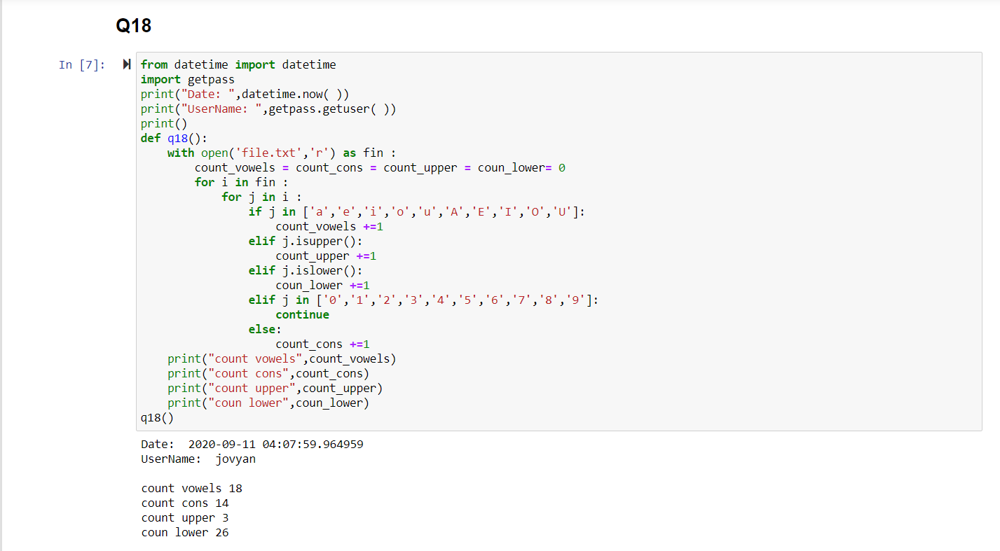 Q18
In [7]:
from datetime import datetime
import getpass
print("Date: ",datetime.now( ))
print("UserName: ",getpass.getuser( ))
print()
def q18():
    with open('file.txt','r') as fin :
        count_vowels = count_cons = count_upper = coun_lower= 0
        for i in fin :
            for j in i :
                if j in ['a','e','i','o','u','A','E','I','O','U']:
                    count_vowels +=1
                elif j.isupper():
                    count_upper +=1
                elif j.islower():
                    coun_lower +=1
                elif j in ['0','1','2','3','4','5','6','7','8','9']:
                    continue
                else:
                    count_cons +=1
    print("count vowels",count_vowels)
    print("count cons",count_cons)
    print("count upper",count_upper)
    print("coun lower",coun_lower)
q18()
Date:  2020-09-11 04:07:59.964959
UserName:  jovyan
count vowels 18
count cons 14
count upper 3
coun lower 26